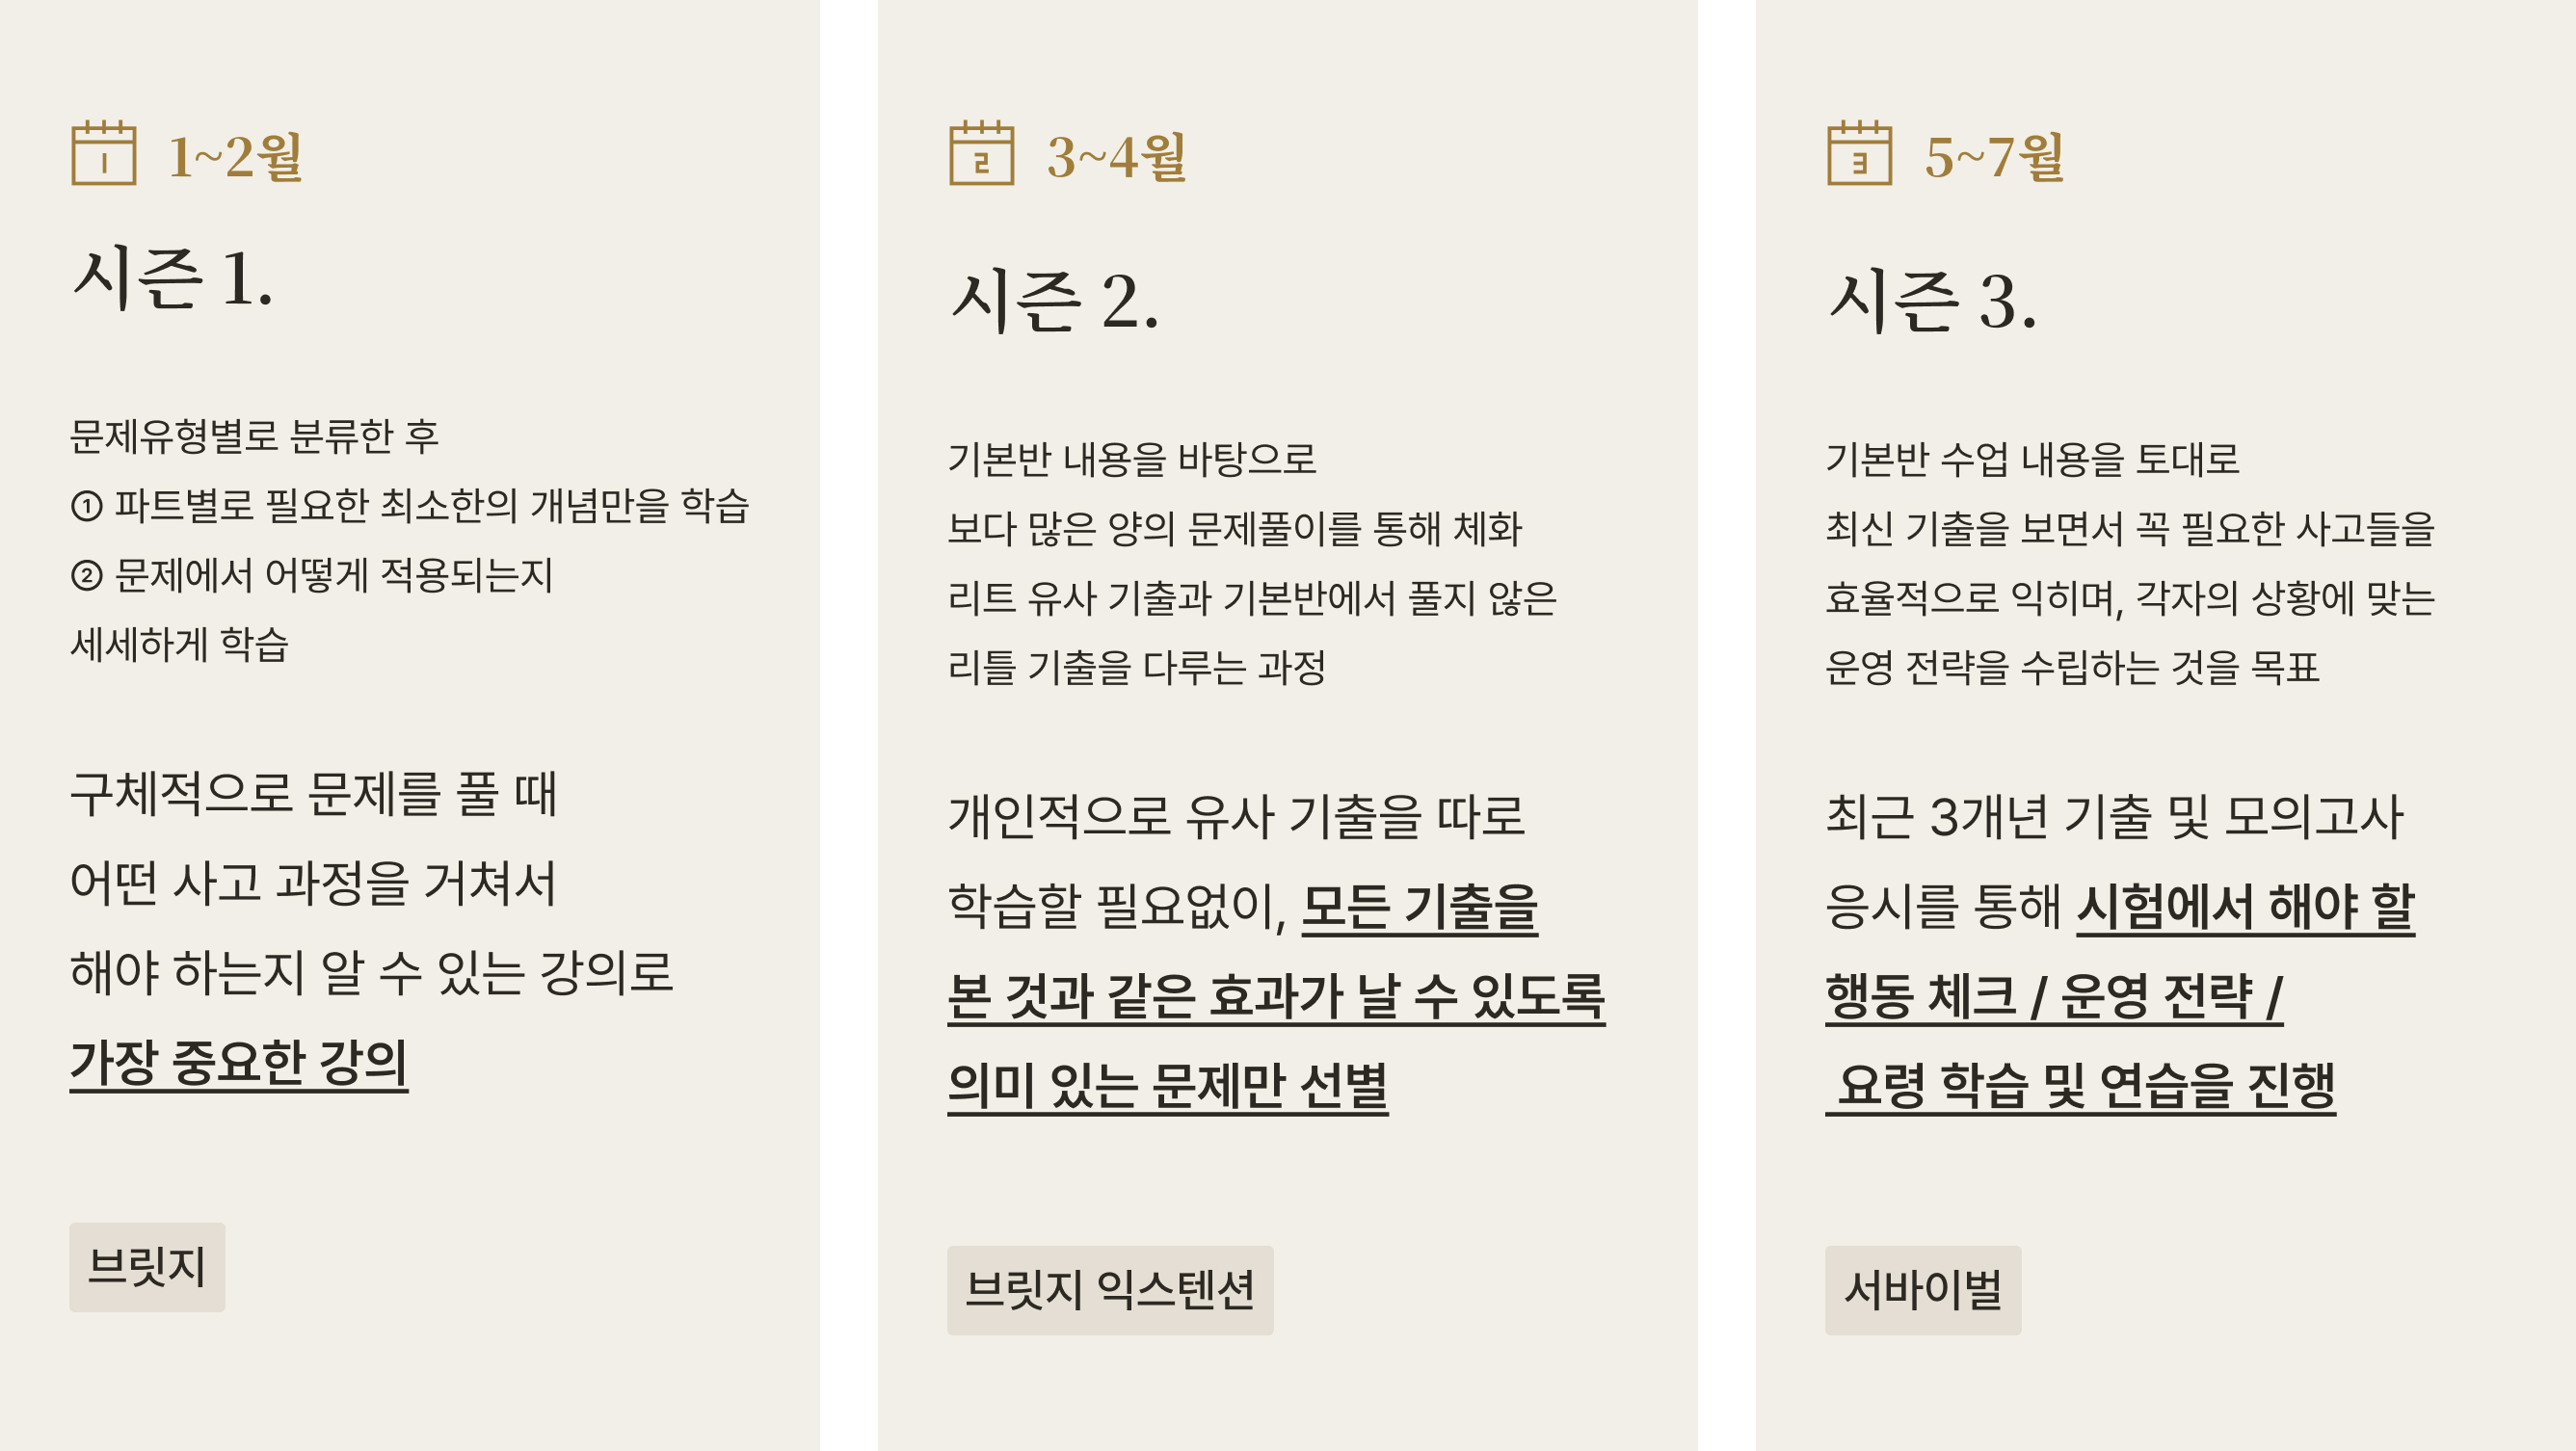 1
1~2월
시즌 1.
문제유형별로 분류한 후
① 파트별로 필요한 최소한의 개념만을 학습
② 문제에서 어떻게 적용되는지
세세하게 학습
구체적으로 문제를 풀 때
어떤 사고 과정을 거쳐서
해야 하는지 알 수 있는 강의로
가장 중요한 강의
브릿지
2
3~4월
시즌 2.
기본반 내용을 바탕으로
보다 많은 양의 문제풀이를 통해 체화
리트 유사 기출과 기본반에서 풀지 않은
리틀 기출을 다루는 과정
개인적으로 유사 기출을 따로
학습할 필요없이, 모든 기출을
본 것과 같은 효과가 날 수 있도록
의미 있는 문제만 선별
브릿지 익스텐션
3
5~7월
시즌 3.
기본반 수업 내용을 토대로
최신 기출을 보면서 꼭 필요한 사고들을
효율적으로 익히며, 각자의 상황에 맞는
운영 전략을 수립하는 것을 목표
최근 3개년 기출 및 모의고사
응시를 통해 시험에서 해야 할
행동 체크 / 운영 전략 /
요령 학습 및 연습을 진행
서바이벌